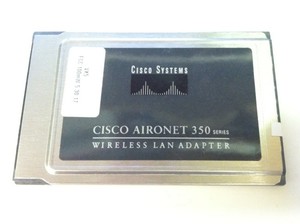 CISCO SYSTEMS
CISCO AIRONET 350 SERIES
WIRELESS LAN ADAPTER